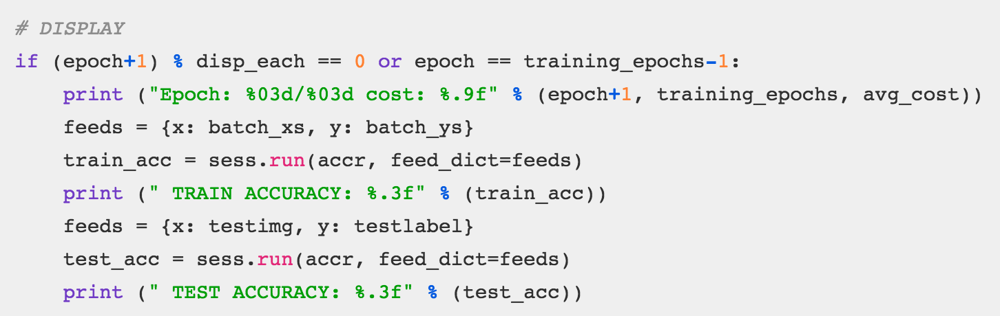 # DISPLAY
if (epoch+1) % disp_each == 0 or epoch == training_epochs-1:
    print ("Epoch: %03d/%03d cost: %.9f" % (epoch+1, training_epochs, avg_cost))
    feeds = {x: batch_xs, y: batch_ys}
    train_acc = sess.run(accr, feed_dict=feeds)
    print (" TRAIN ACCURACY: %.3f" % (train_acc))
    feeds = {x: testimg, y: testlabel}
    test_acc = sess.run(accr, feed_dict=feeds)
    print (" TEST ACCURACY: %.3f" % (test_acc))